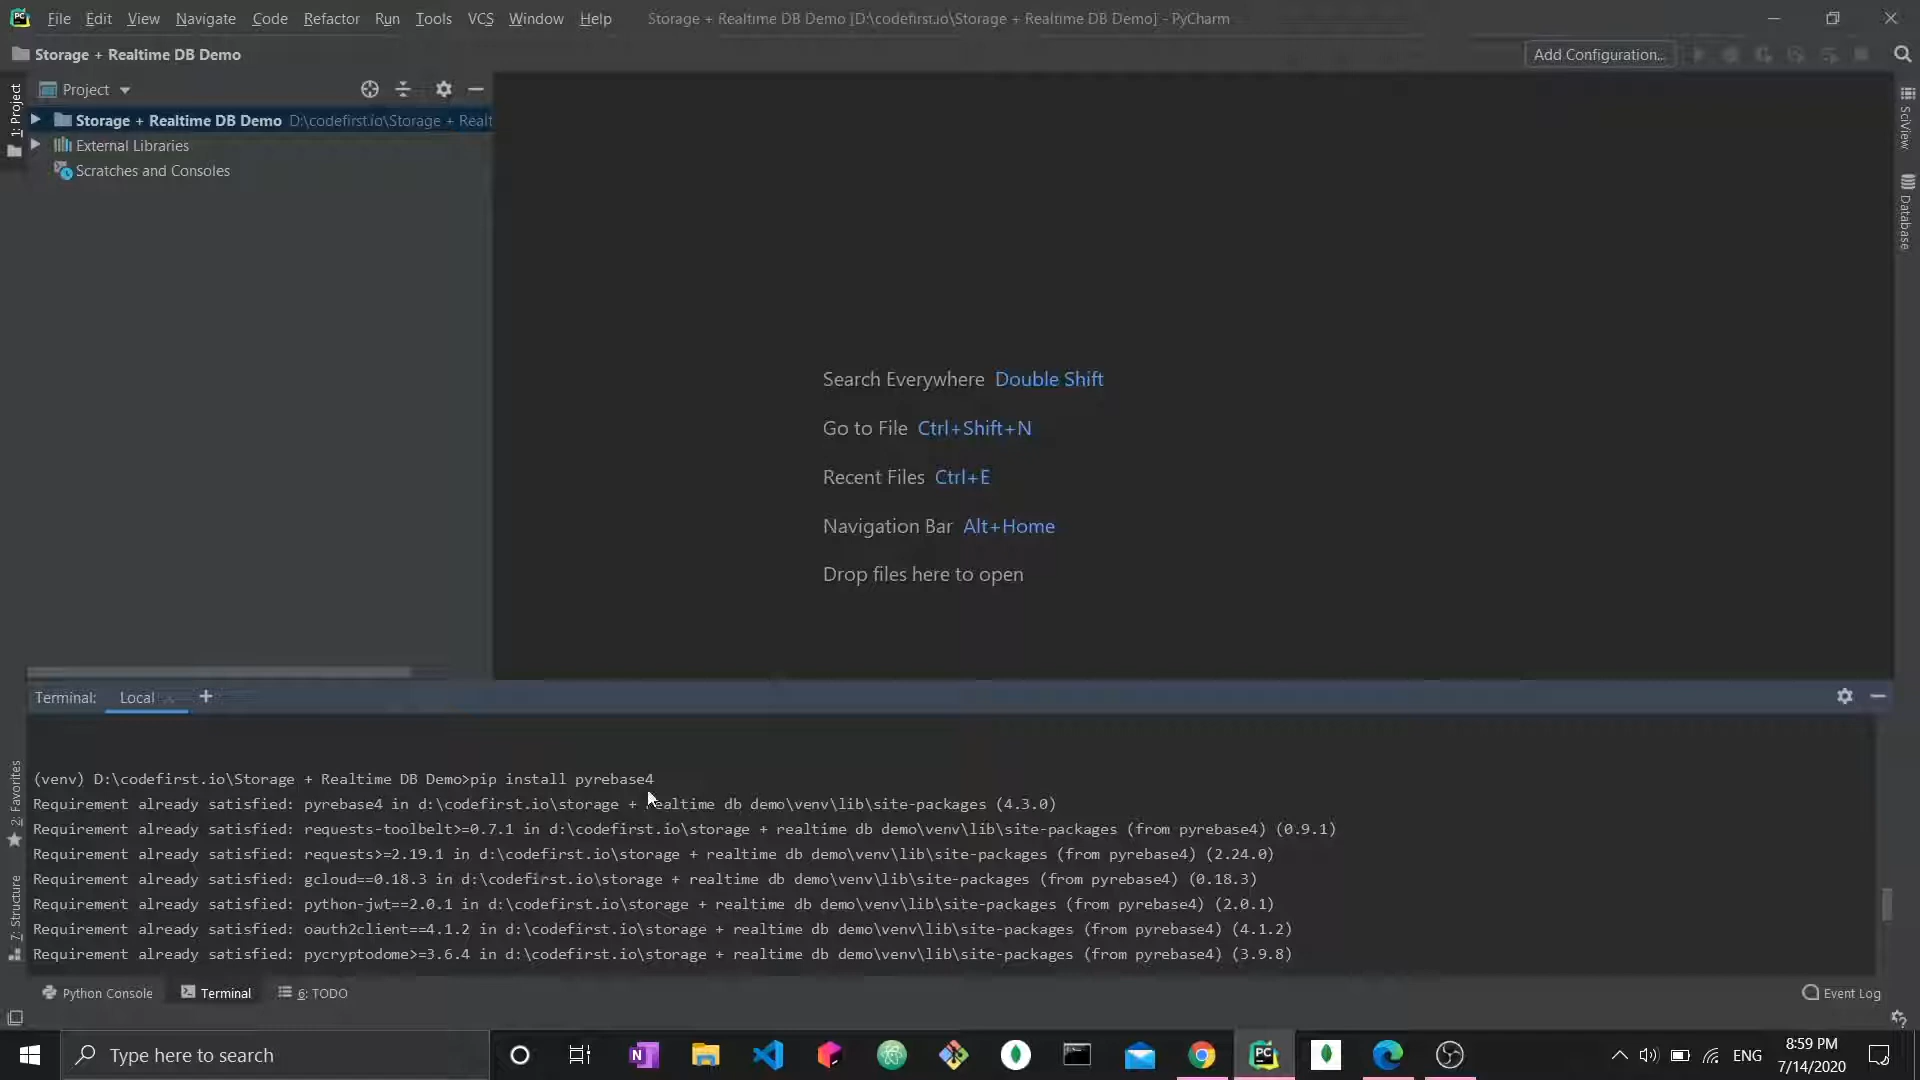 File Edit View Navigate Code Refactor Run Tools VCS Window Help Storage + Realtime DB Demo [D:\codefirst.io\Storage + Realtime DB Demo] - PyCharm
Storage + Realtime DB Demo
Add Configuration...
Project
1: Project
Storage + Realtime DB Demo D:\codefirst.io\Storage + Realt
External Libraries
Scratches and Consoles
SciView
Database
Search Everywhere Double Shift
Go to File Ctrl+Shift+N
Recent Files Ctrl+E
Navigation Bar Alt+Home
Drop files here to open
Terminal: Local +
2: Favorites
7: Structure
(venv) D:\codefirst.io\Storage + Realtime DB Demo>pip install pyrebase4
Requirement already satisfied: pyrebase4 in d:\codefirst.io\storage + realtime db demo\venv\lib\site-packages (4.3.0)
Requirement already satisfied: requests-toolbelt>=0.7.1 in d:\codefirst.io\storage + realtime db demo\venv\lib\site-packages (from pyrebase4) (0.9.1)
Requirement already satisfied: requests>=2.19.1 in d:\codefirst.io\storage + realtime db demo\venv\lib\site-packages (from pyrebase4) (2.24.0)
Requirement already satisfied: gcloud==0.18.3 in d:\codefirst.io\storage + realtime db demo\venv\lib\site-packages (from pyrebase4) (0.18.3)
Requirement already satisfied: python-jwt==2.0.1 in d:\codefirst.io\storage + realtime db demo\venv\lib\site-packages (from pyrebase4) (2.0.1)
Requirement already satisfied: oauth2client==4.1.2 in d:\codefirst.io\storage + realtime db demo\venv\lib\site-packages (from pyrebase4) (4.1.2)
Requirement already satisfied: pycryptodome>=3.6.4 in d:\codefirst.io\storage + realtime db demo\venv\lib\site-packages (from pyrebase4) (3.9.8)
Python Console Terminal 6: TODO
Event Log
Type here to search
ENG
8:59 PM
7/14/2020